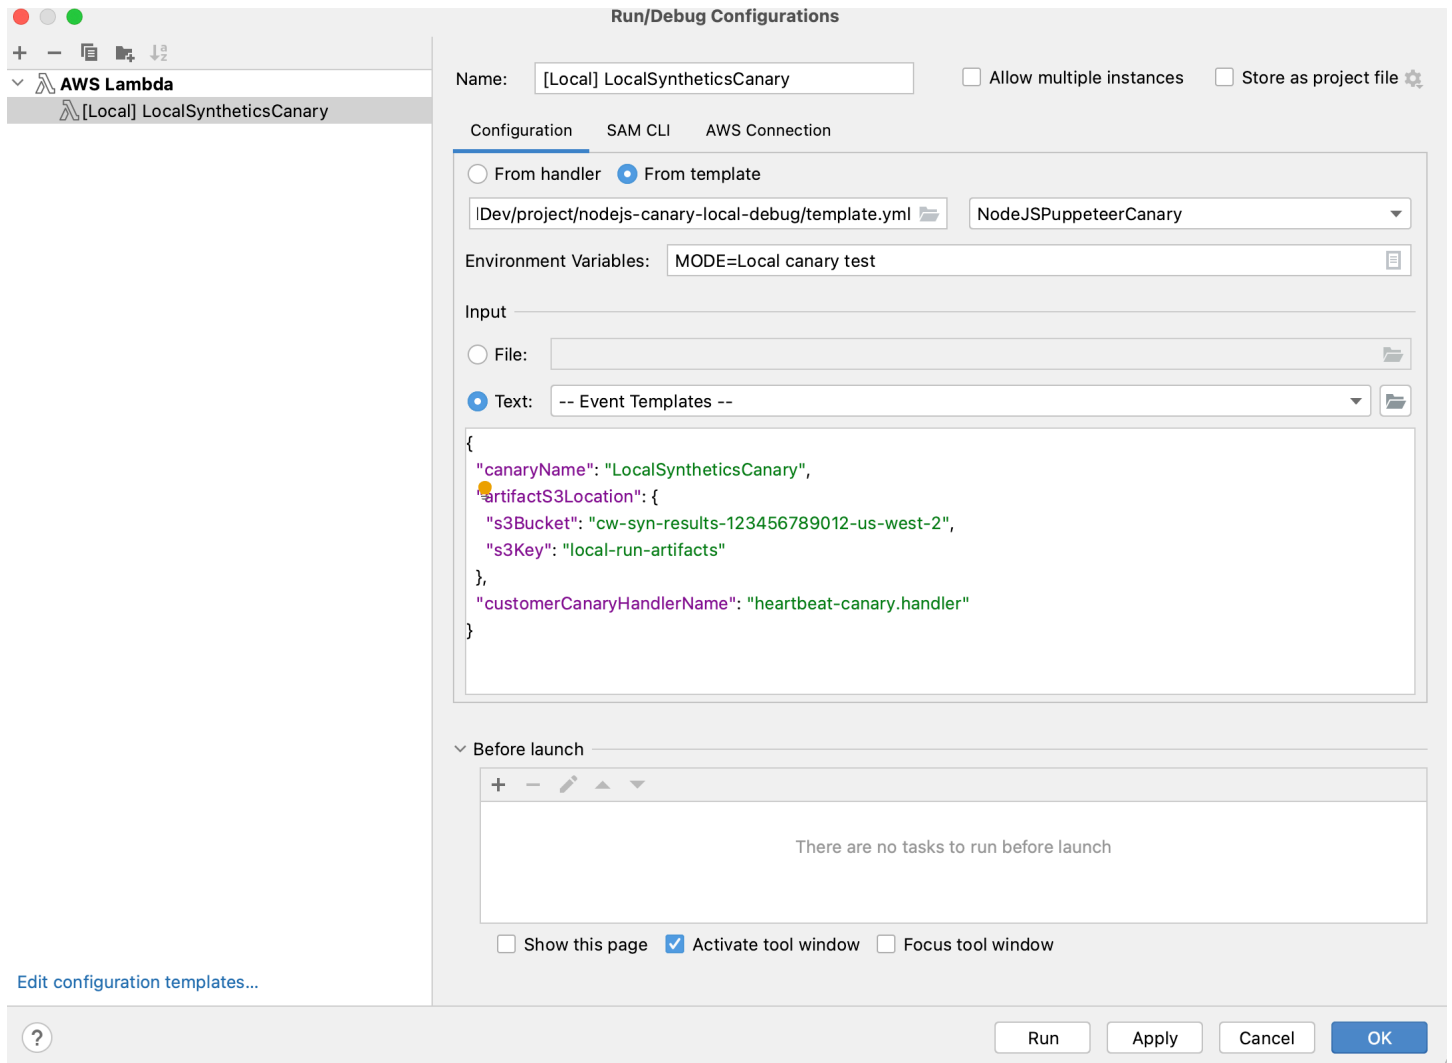 Run/Debug Configurations
AWS Lambda
[Local] LocalSyntheticsCanary
Name: [Local] LocalSyntheticsCanary Allow multiple instances Store as project file
Configuration SAM CLI AWS Connection
From handler From template
Dev/project/nodejs-canary-local-debug/template.yml NodeJSPuppeteerCanary
Environment Variables: MODE=Local canary test
Input
File:
Text: -- Event Templates --
{
"canaryName": "LocalSyntheticsCanary",
"artifactS3Location": {
"s3Bucket": "cw-syn-results-123456789012-us-west-2",
"s3Key": "local-run-artifacts"
},
"customerCanaryHandlerName": "heartbeat-canary.handler"
}
Before launch
There are no tasks to run before launch
Show this page Activate tool window Focus tool window
Edit configuration templates...
? Run Apply Cancel OK